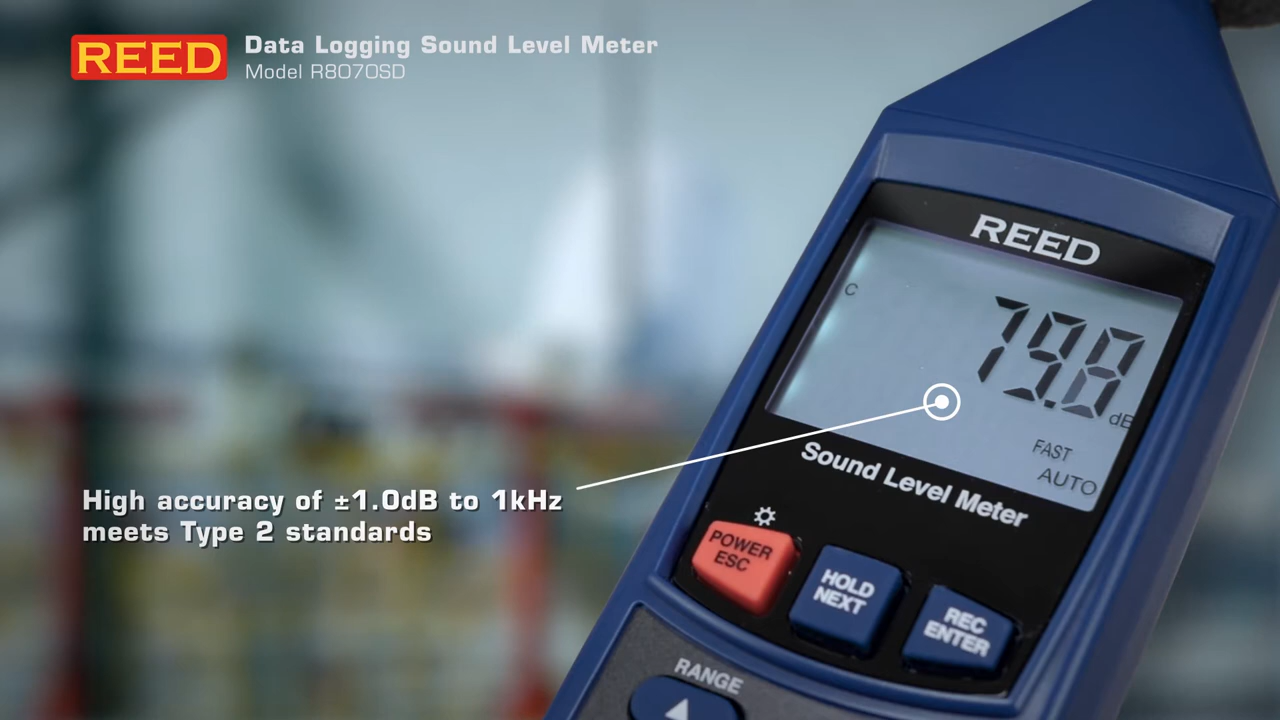 REED
Data Logging Sound Level Meter
Model R8070SD
REED
C
79.8
dB
FAST
AUTO
Sound Level Meter
High accuracy of ±1.0dB to 1kHz
meets Type 2 standards
POWER
ESC
HOLD
NEXT
REC
ENTER
RANGE